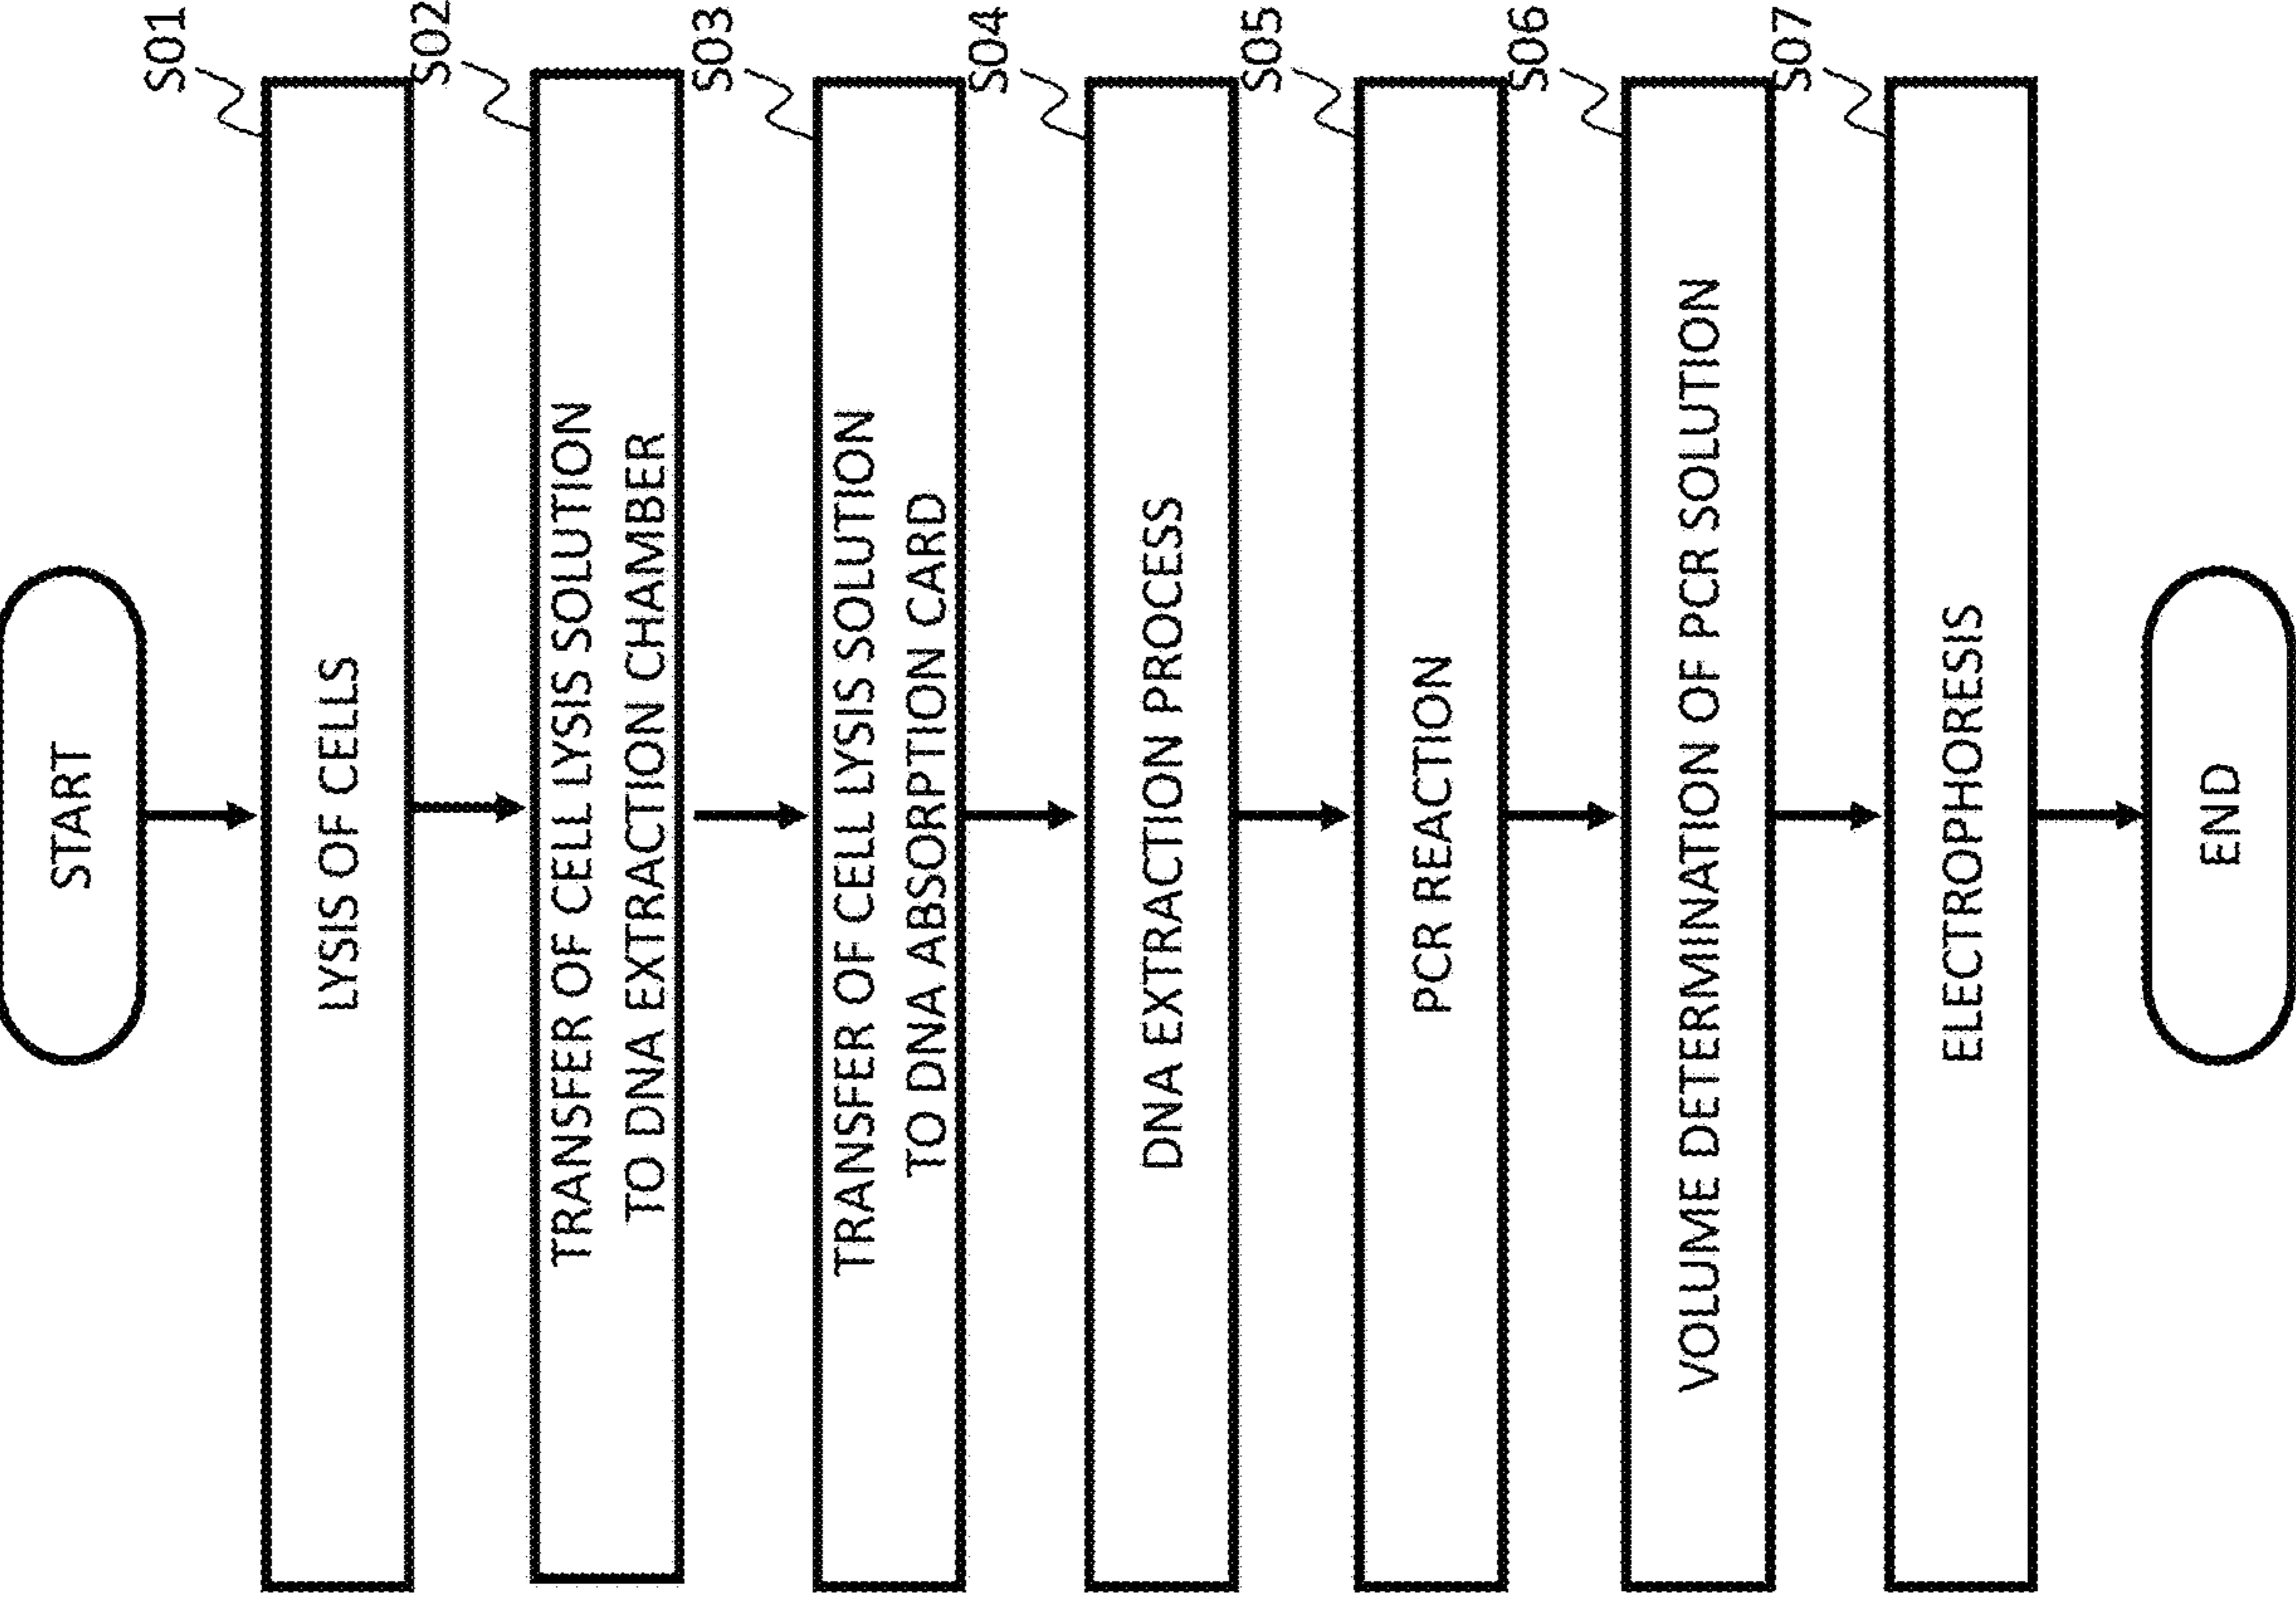 START
S01
LYSIS OF CELLS
S02
TRANSFER OF CELL LYSIS SOLUTION
TO DNA EXTRACTION CHAMBER
S03
TRANSFER OF CELL LYSIS SOLUTION
TO DNA ABSORPTION CARD
S04
DNA EXTRACTION PROCESS
S05
PCR REACTION
S06
VOLUME DETERMINATION OF PCR SOLUTION
S07
ELECTROPHORESIS
END